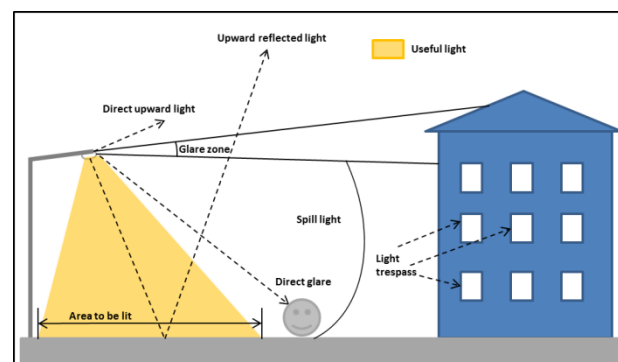 Upward reflected light
Useful light
Direct upward light
Glare zone
Spill light
Light
trespass
Direct glare
Area to be lit